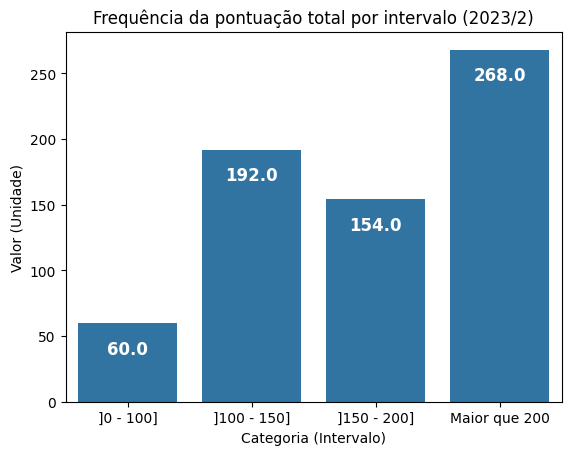 Frequência da pontuação total por intervalo (2023/2)
Valor (Unidade)
250
200
150
100
50
0
60.0
192.0
154.0
268.0
]0 - 100]
]100 - 150]
]150 - 200]
Maior que 200
Categoria (Intervalo)